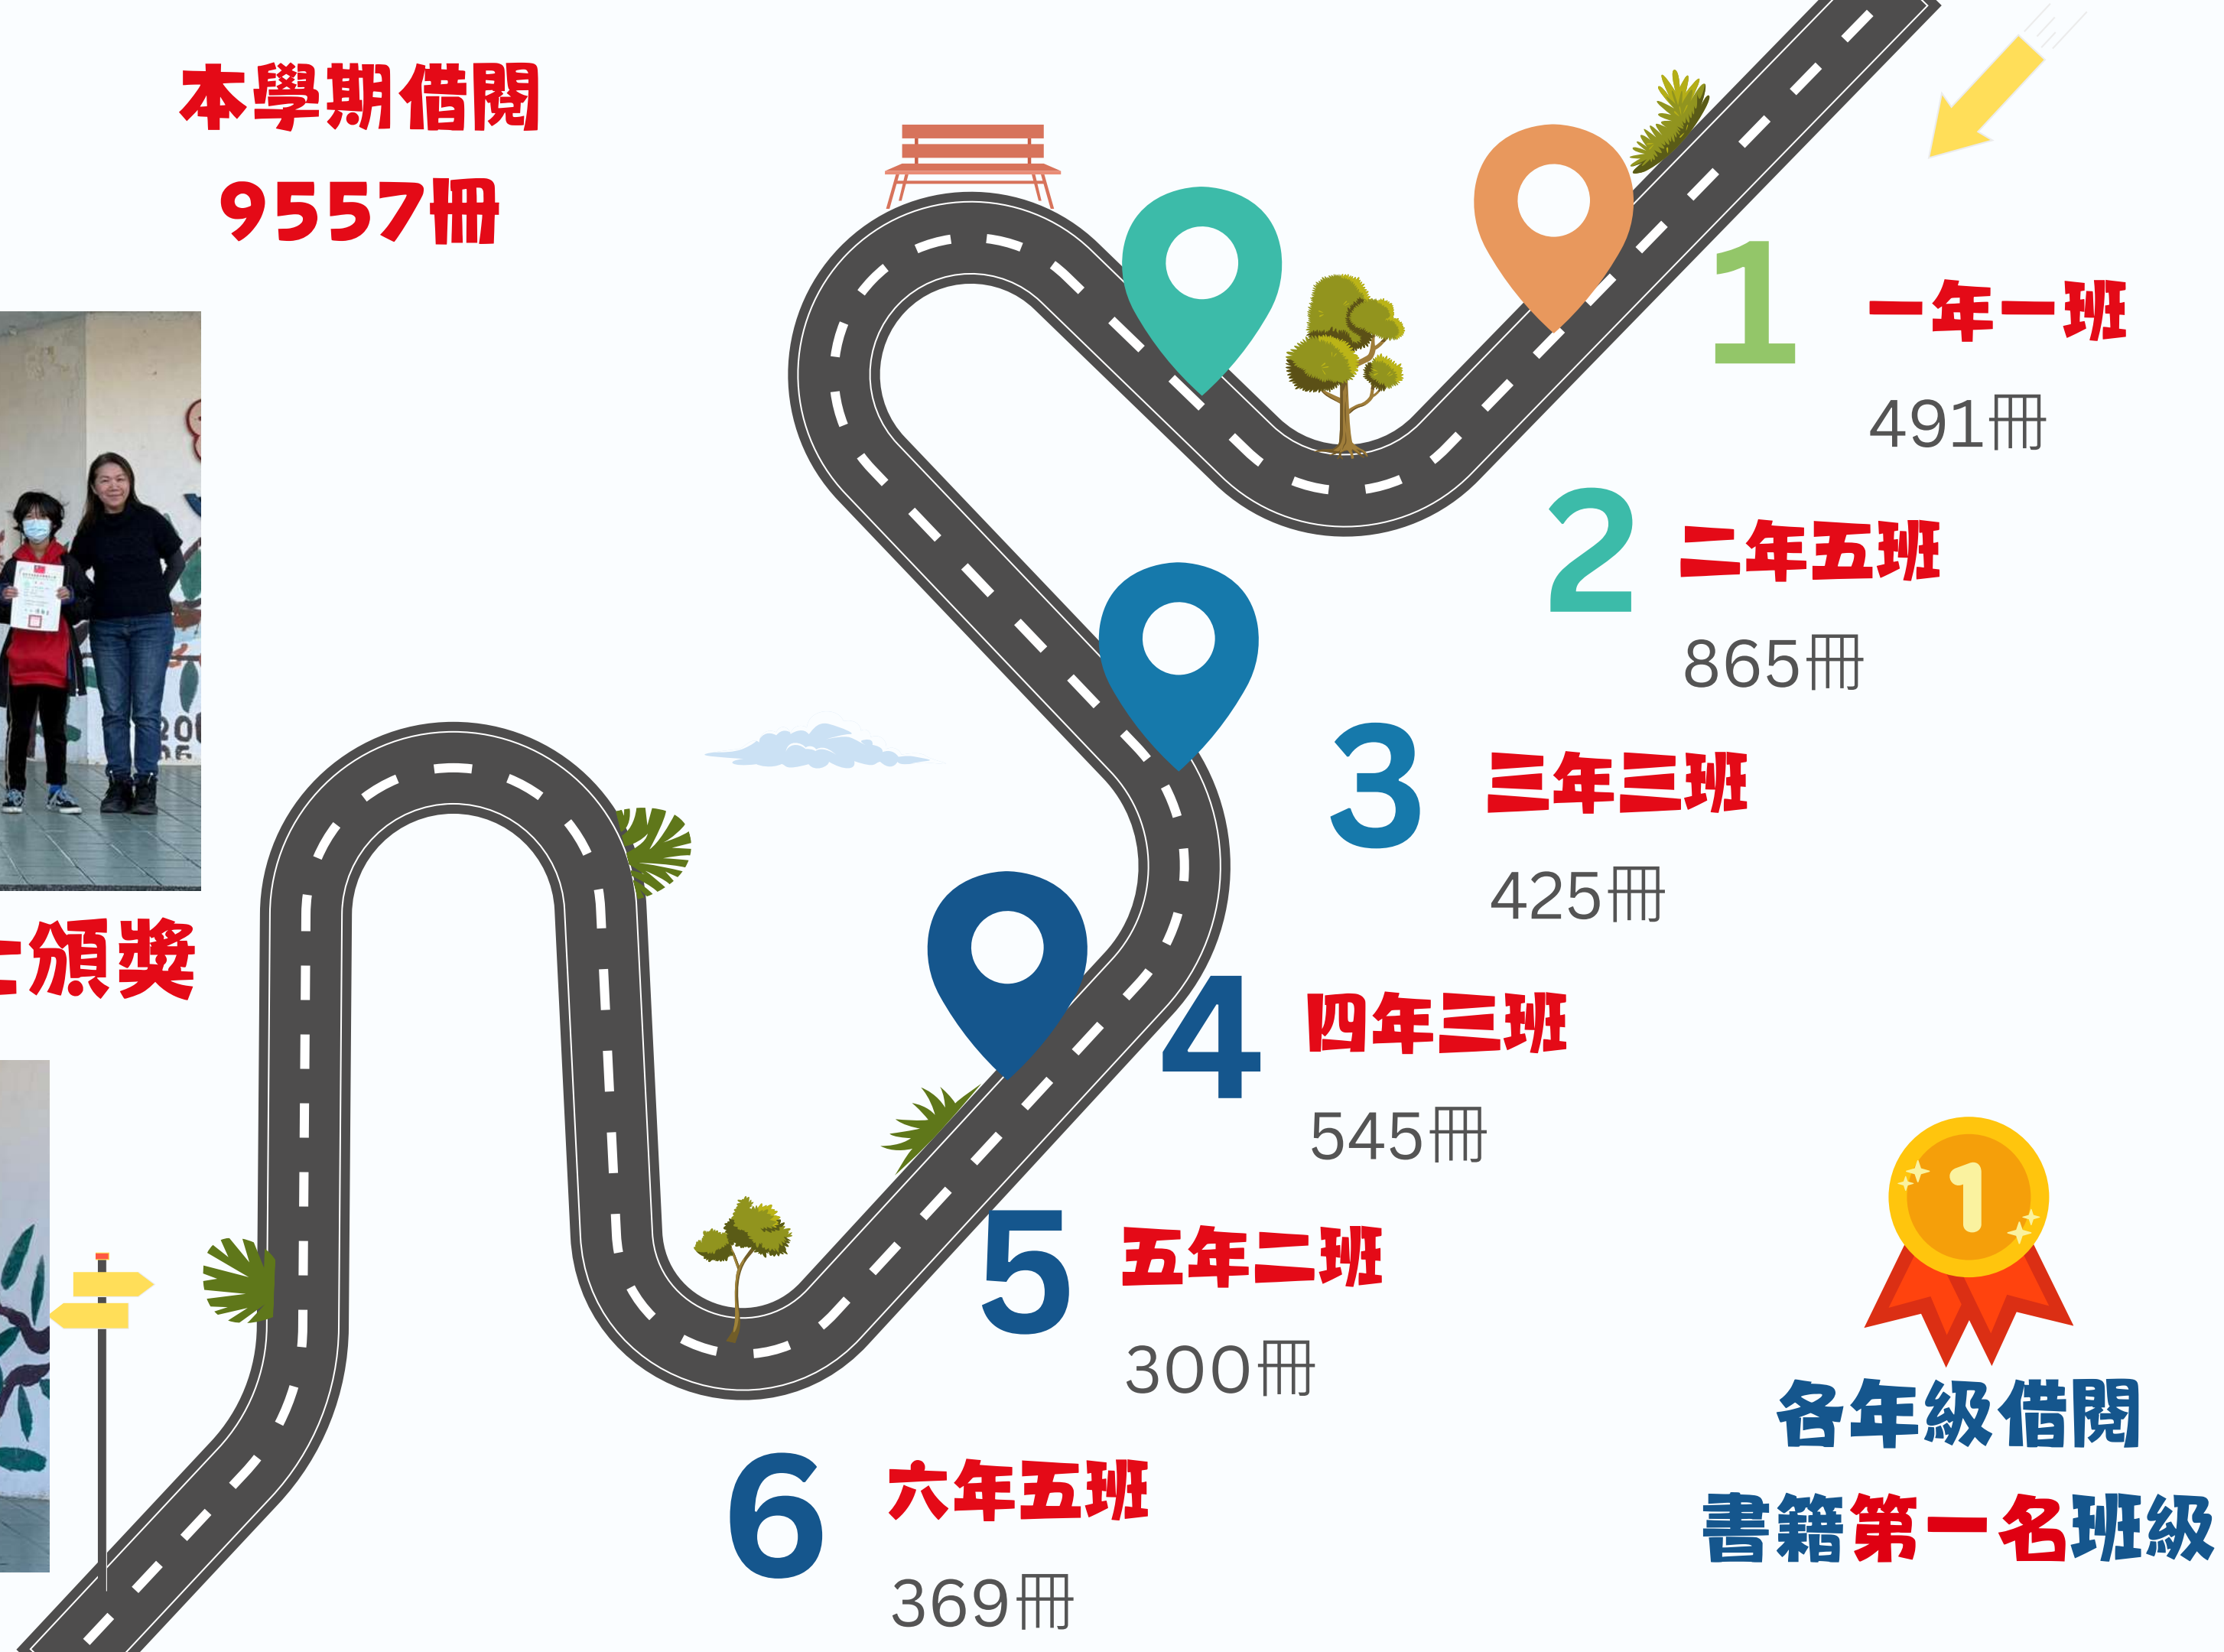 本學期借閱
9557冊
1 一年一班
491冊
2 二年五班
865冊
3 三年三班
425冊
頒獎
4 四年三班
545冊
5 五年二班
300冊
1
各年級借閱
書籍第一名班級
6 六年五班
369冊